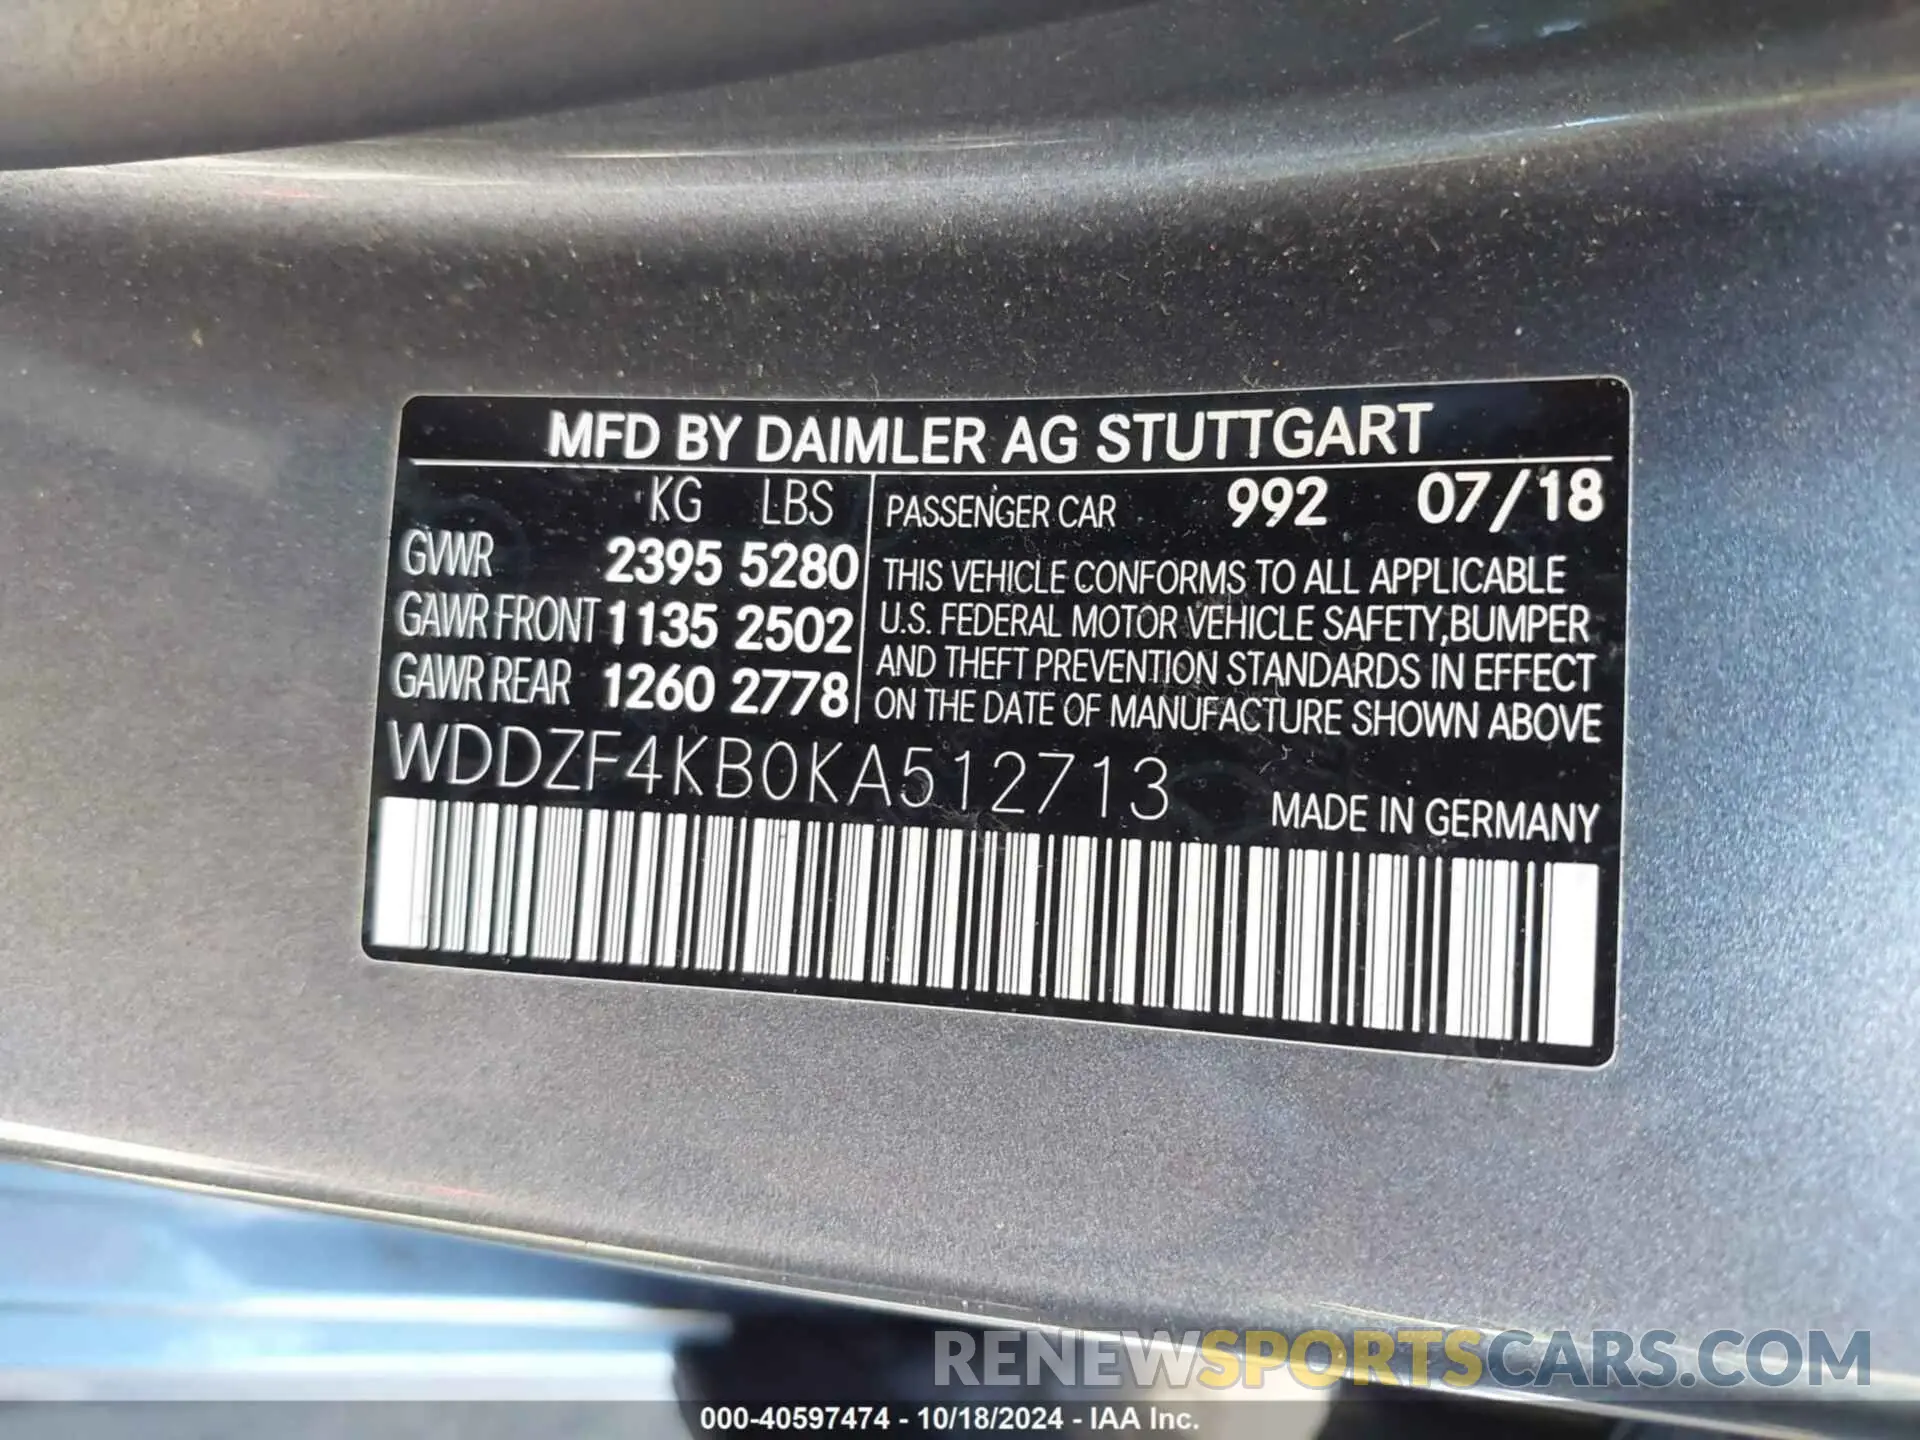 MFD BY DAIMLER AG STUTTGART
KG LBS
GVWR 2395 5280
GAWR FRONT 1135 2502
GAWR REAR 1260 2778
PASSENGER CAR 992 07/18
THIS VEHICLE CONFORMS TO ALL APPLICABLE
U.S. FEDERAL MOTOR VEHICLE SAFETY,BUMPER
AND THEFT PREVENTION STANDARDS IN EFFECT
ON THE DATE OF MANUFACTURE SHOWN ABOVE
WDDZF4KB0KA512713
MADE IN GERMANY
RENEWSPORTSCARS.COM
000-40597474 - 10/18/2024 - IAA Inc.